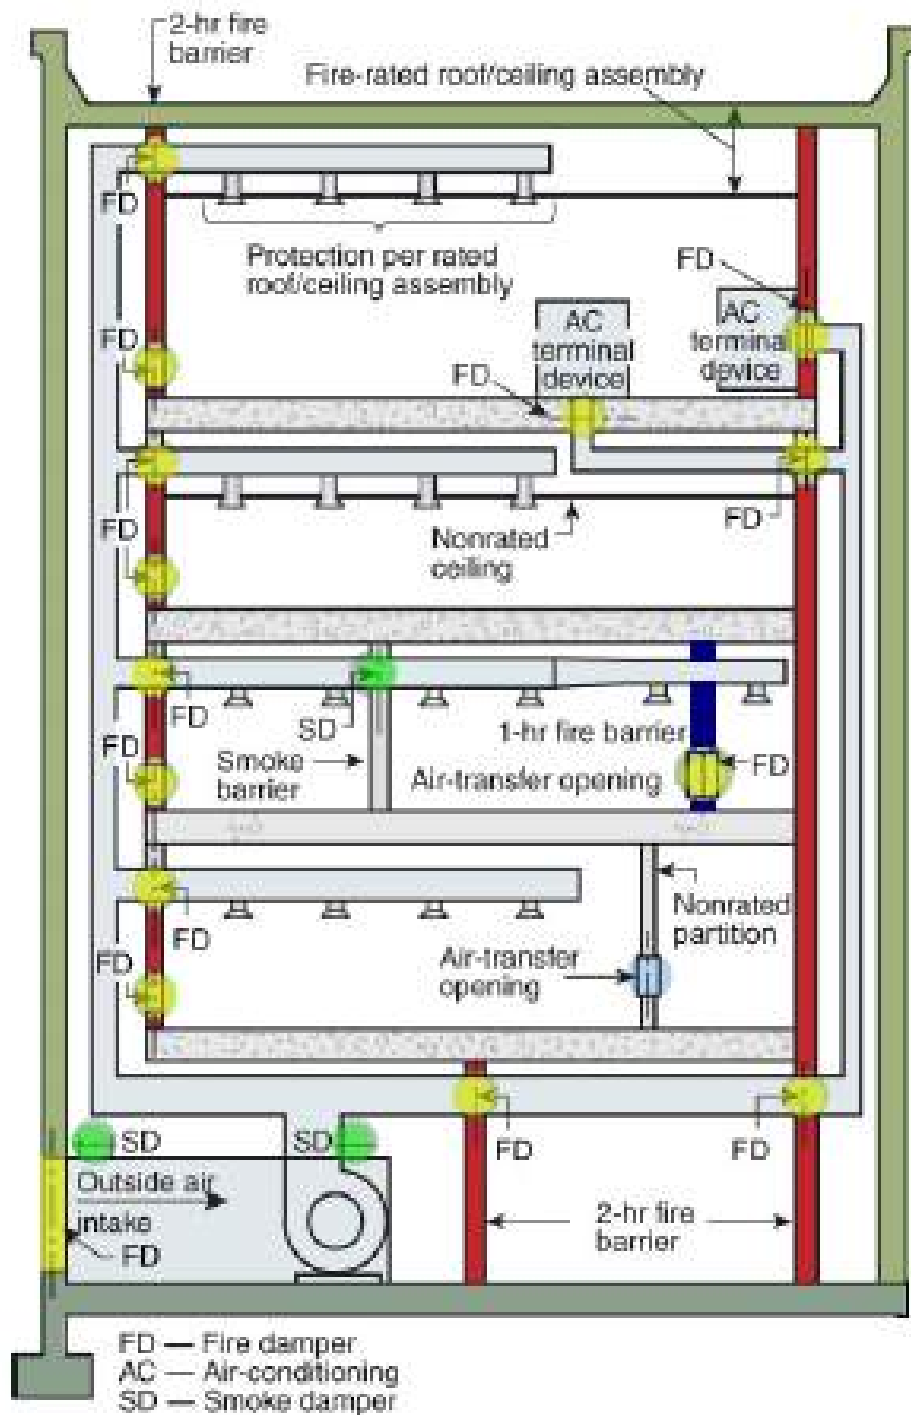 2-hr fire
barrier
Fire-rated roof/ceiling assembly
FD
Protection per rated
roof/ceiling assembly
FD
AC
terminal
device
AC
terminal
device
FD
FD
FD
FD
Nonrated
ceiling
FD
SD
1-hr fire barrier
FD
Smoke
barrier
Air-transfer opening
FD
FD
Nonrated
partition
FD
Air-transfer
opening
SD
SD
FD
FD
Outside air
intake
FD
2-hr fire
barrier
FD — Fire damper
AC — Air-conditioning
SD — Smoke damper